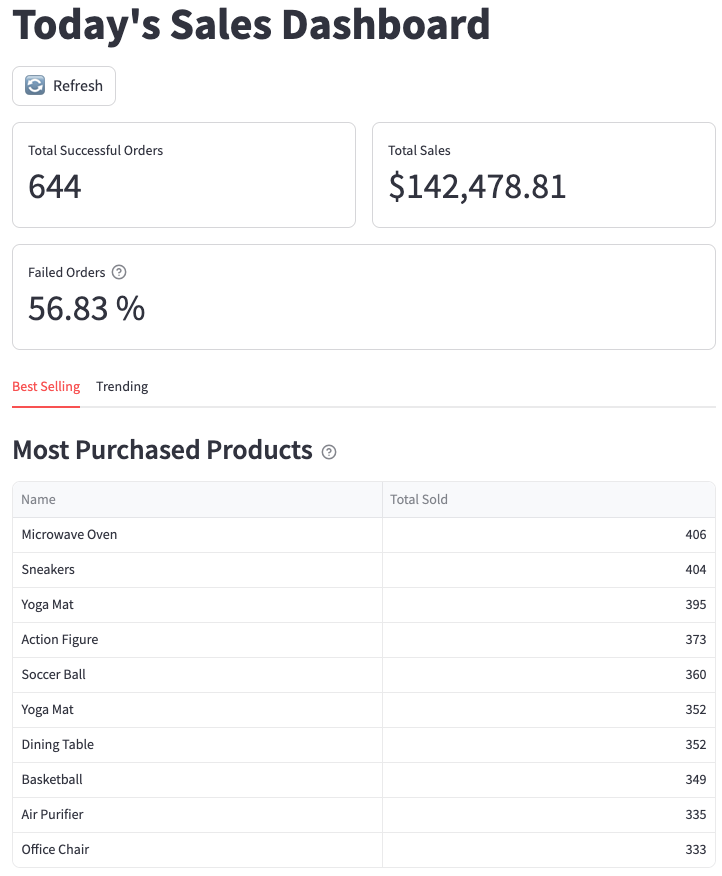 Today's Sales Dashboard
Refresh
Total Successful Orders
644
Total Sales
$142,478.81
Failed Orders ?
56.83 %
Best Selling Trending
Most Purchased Products ?
Name Total Sold
Microwave Oven 406
Sneakers 404
Yoga Mat 395
Action Figure 373
Soccer Ball 360
Yoga Mat 352
Dining Table 352
Basketball 349
Air Purifier 335
Office Chair 333